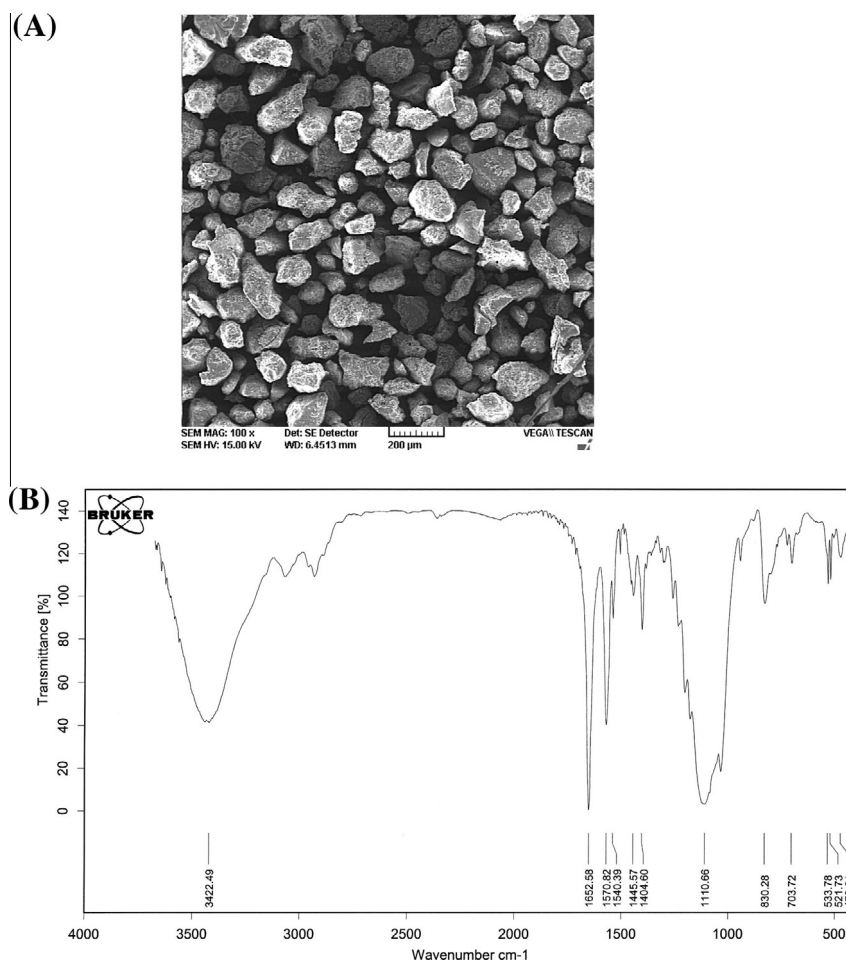 (A)
SEM MAG: 100 x Det: SE Detector VEGA\\ TESCAN
SEM HV: 15.00 kV WD: 6.4513 mm 200 µm
(B)
BRUKER
Transmittance [%]
140
120
100
80
60
40
20
0
3422.49
1652.58
1570.82
1540.39
1445.57
1404.60
1110.66
830.28
703.72
533.78
521.73
4000 3500 3000 2500 2000 1500 1000 500
Wavenumber cm-1